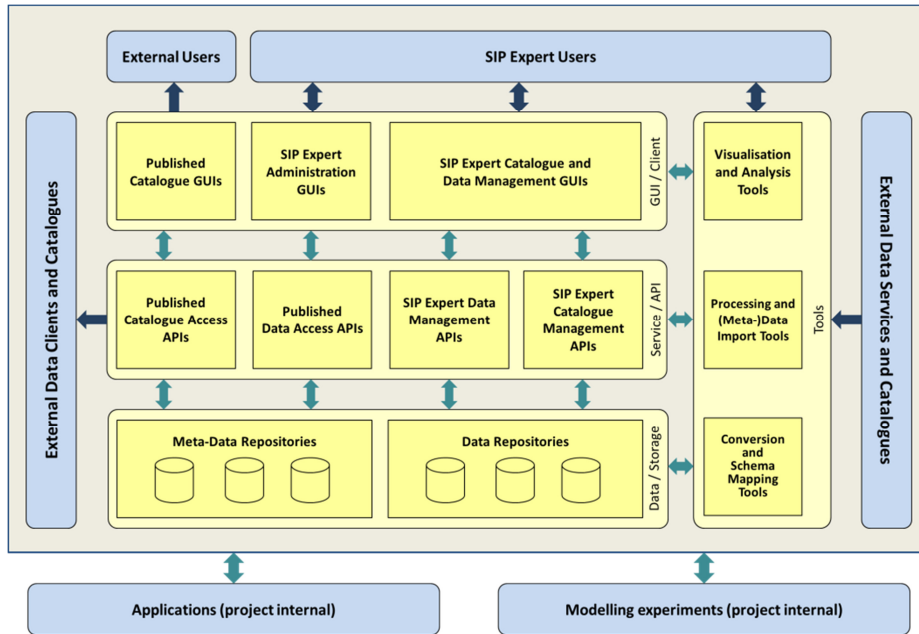 External Users
SIP Expert Users
External Data Clients and Catalogues
Published
Catalogue GUIs
SIP Expert
Administration
GUIs
SIP Expert Catalogue and
Data Management GUIs
GUI / Client
Visualisation
and Analysis
Tools
Published
Catalogue Access
APIs
Published
Data Access APIs
SIP Expert Data
Management
APIs
SIP Expert
Catalogue
Management
APIs
Service / API
Processing and
(Meta-)Data
Import Tools
Tools
External Data Services and Catalogues
Meta-Data Repositories
Data Repositories
Data / Storage
Conversion
and
Schema
Mapping
Tools
Applications (project internal)
Modelling experiments (project internal)